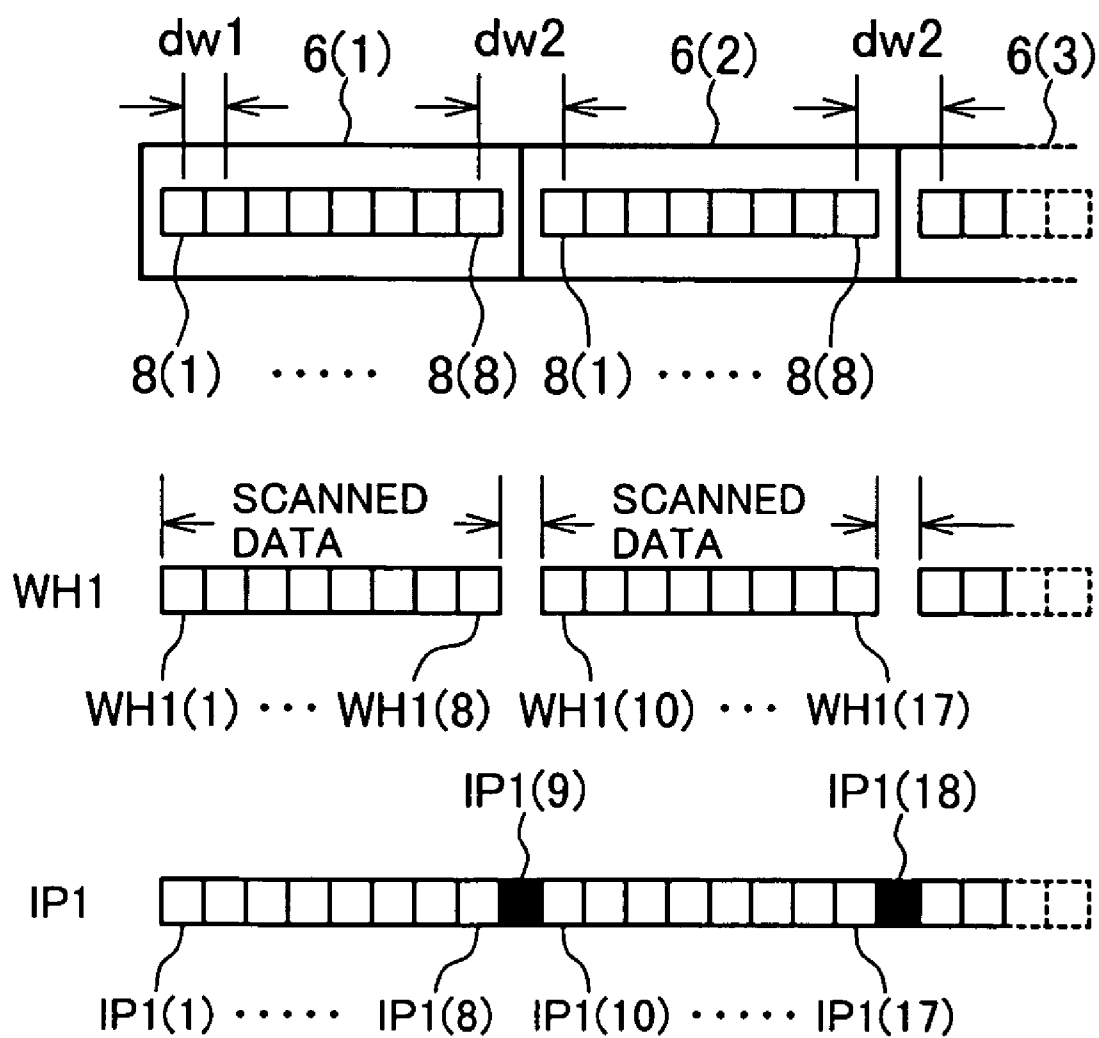 dw1 6(1) dw2 6(2) dw2 6(3)
8(1) ····· 8(8) 8(1) ····· 8(8)
SCANNED DATA SCANNED DATA
WH1
WH1(1) ··· WH1(8) WH1(10) ··· WH1(17)
IP1(9) IP1(18)
IP1
IP1(1) ····· IP1(8) IP1(10) ····· IP1(17)